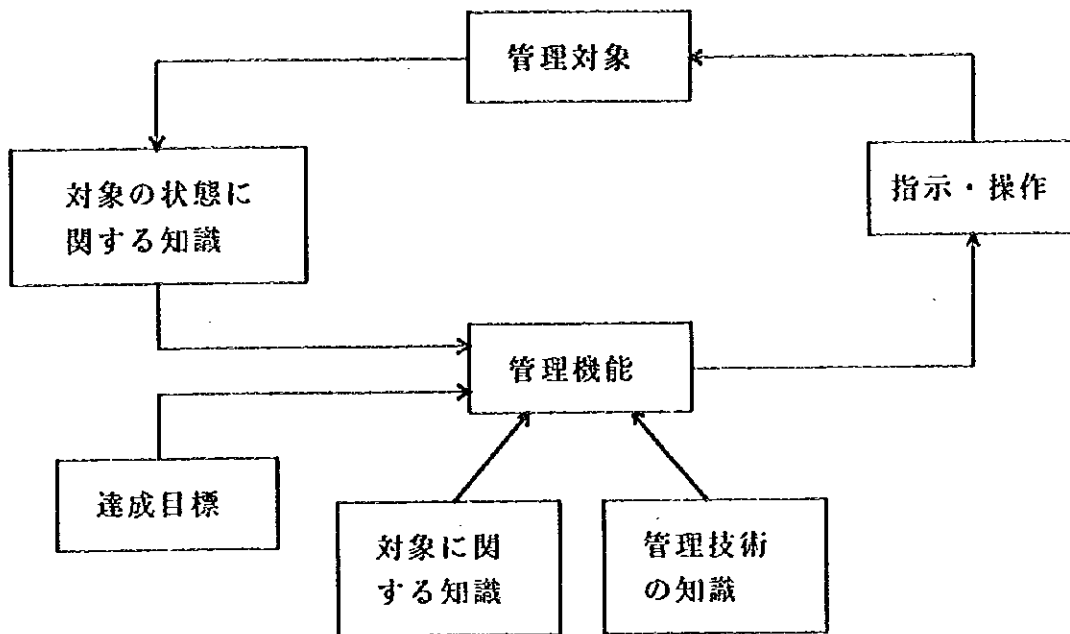 管理対象
対象の状態に
関する知識
指示・操作
管理機能
達成目標
対象に関
する知識
管理技術
の知識